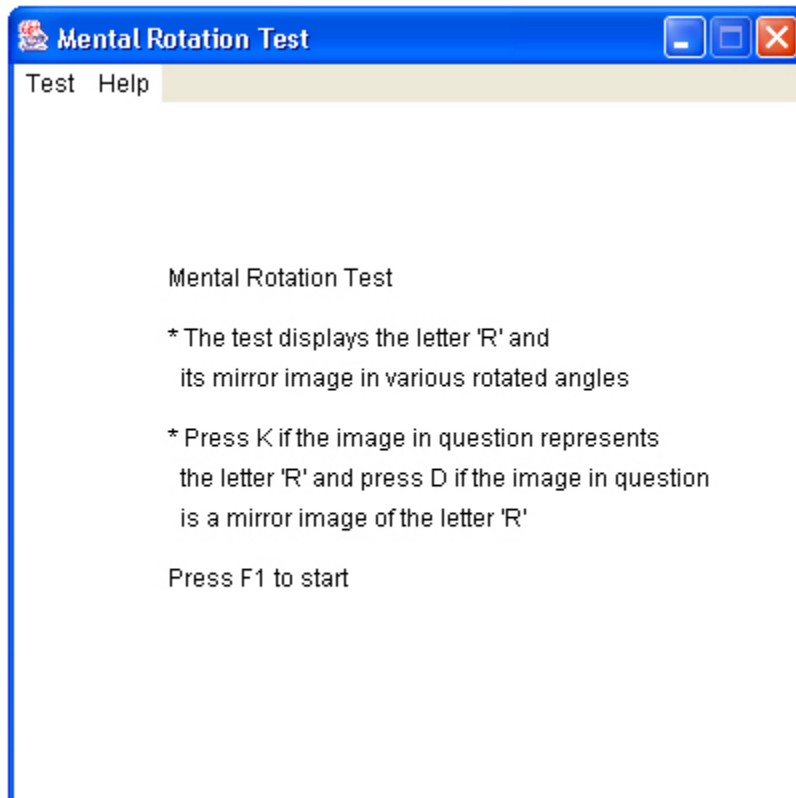 Mental Rotation Test
Test Help
Mental Rotation Test
* The test displays the letter 'R' and
its mirror image in various rotated angles
* Press K if the image in question represents
the letter 'R' and press D if the image in question
is a mirror image of the letter 'R'
Press F1 to start